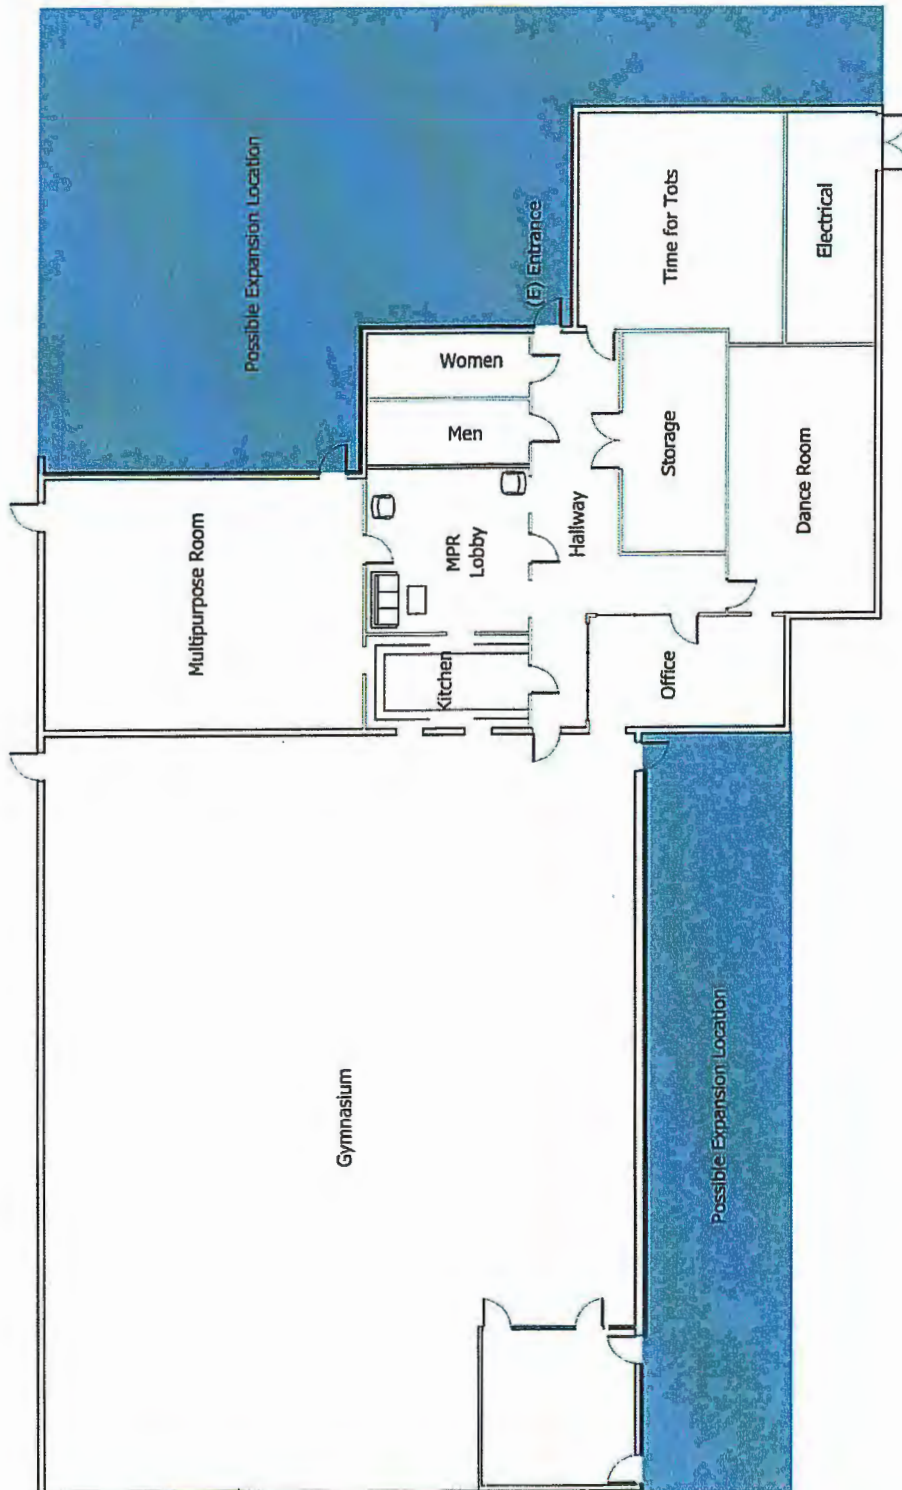 Possible Expansion Location
(E) Entrance
Time for Tots
Electrical
Women
Men
Storage
Dance Room
Multipurpose Room
MPR
Lobby
Hallway
Kitchen
Office
Gymnasium
Possible Expansion Location